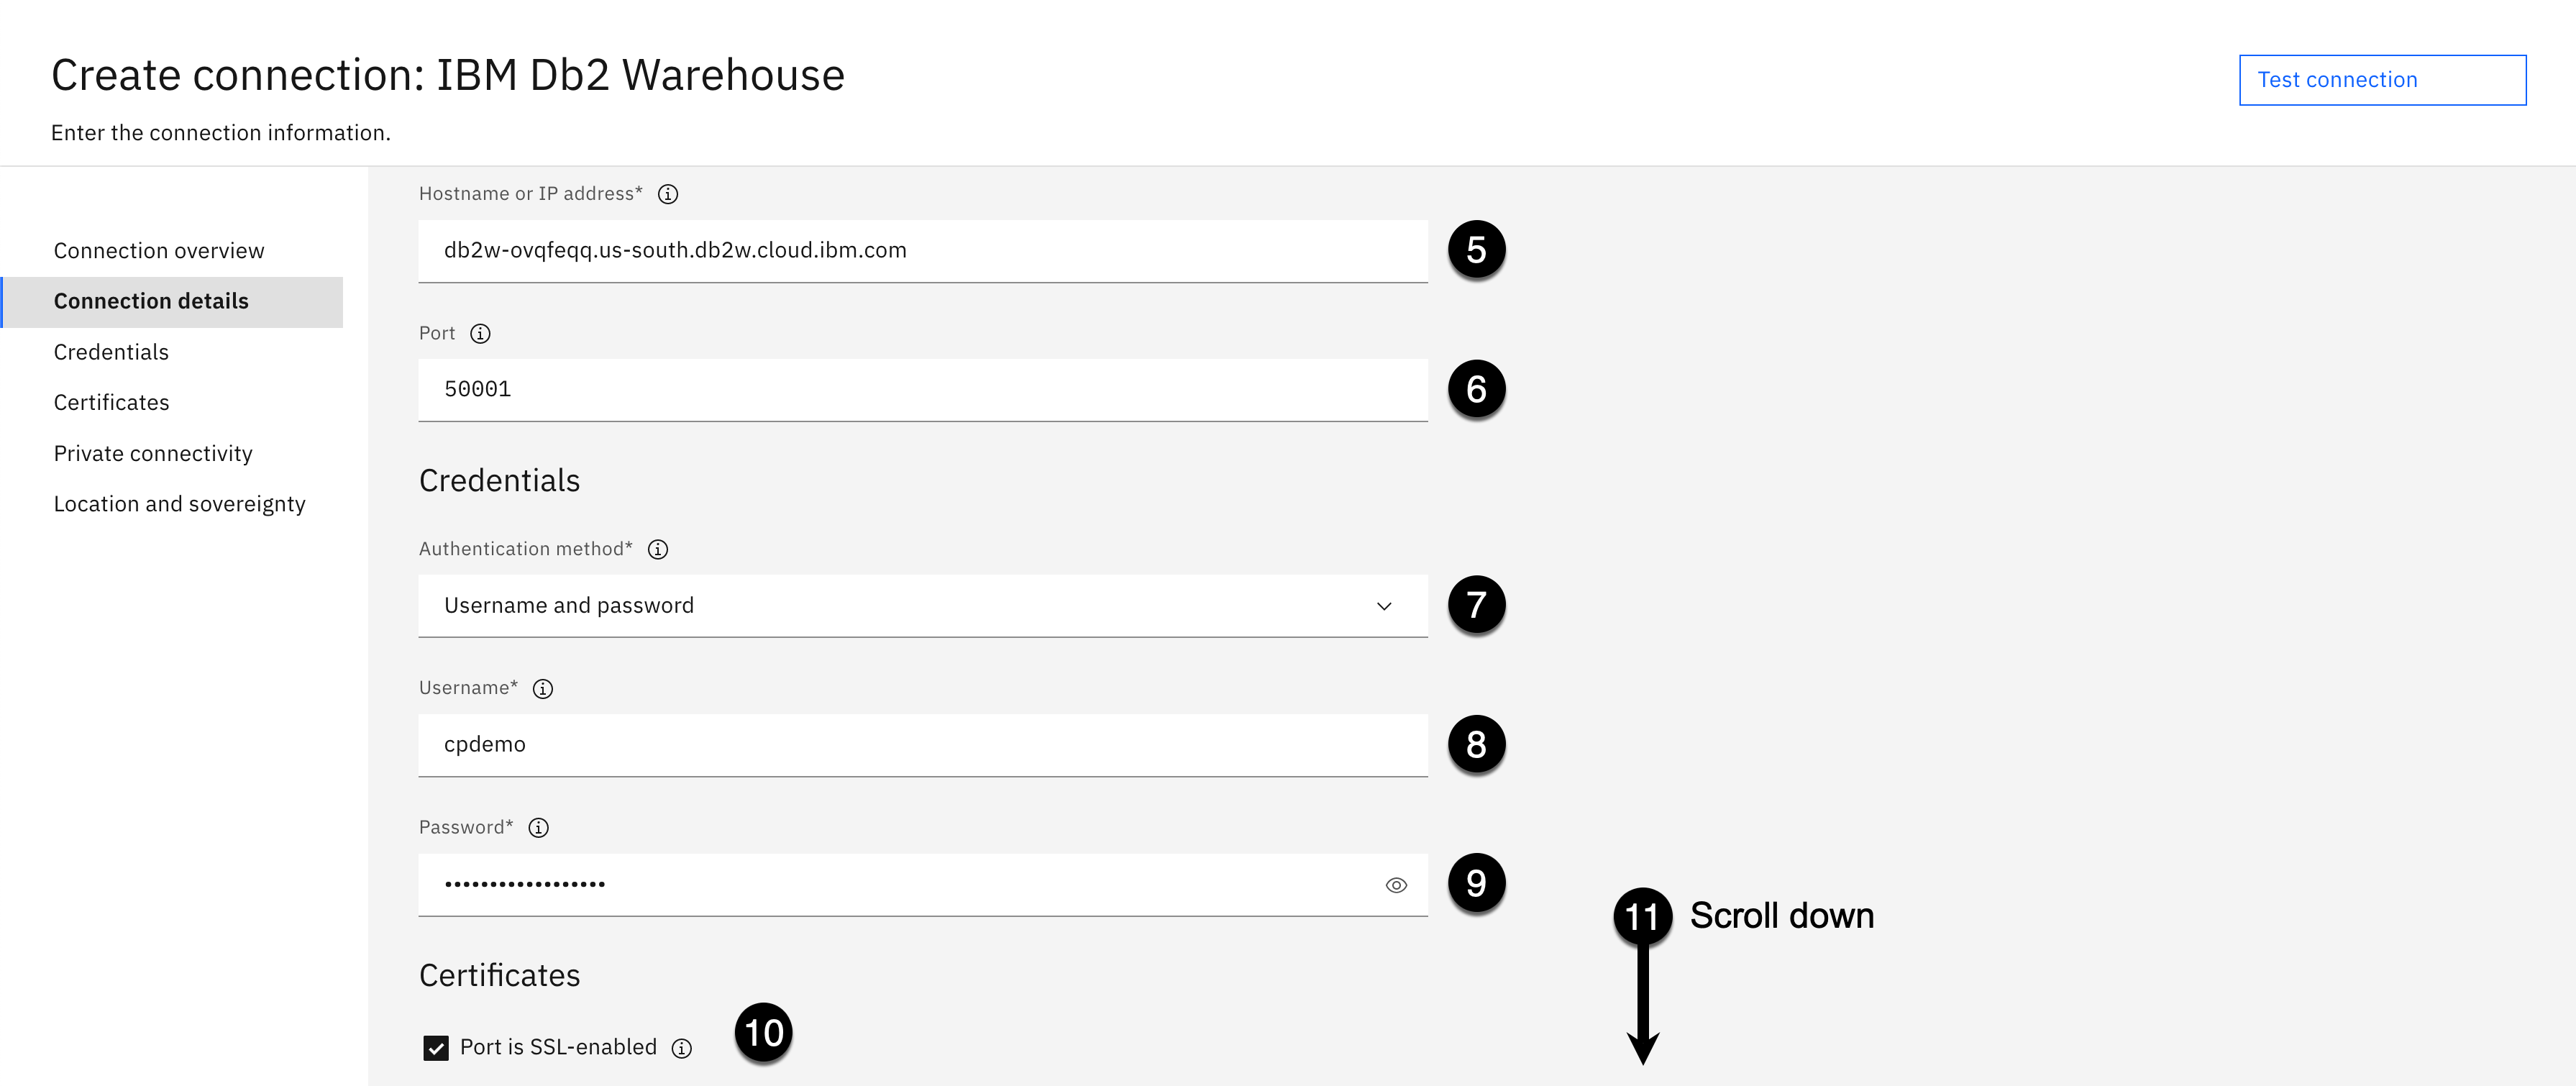 Create connection: IBM Db2 Warehouse
Test connection
Enter the connection information.
Connection overview
Connection details
Credentials
Certificates
Private connectivity
Location and sovereignty
Hostname or IP address*
db2w-ovqfeqq.us-south.db2w.cloud.ibm.com
5
Port
50001
6
Credentials
Authentication method*
Username and password
7
Username*
cpdemo
8
Password*
••••••••••••••••••
9
11 Scroll down
Certificates
Port is SSL-enabled
10